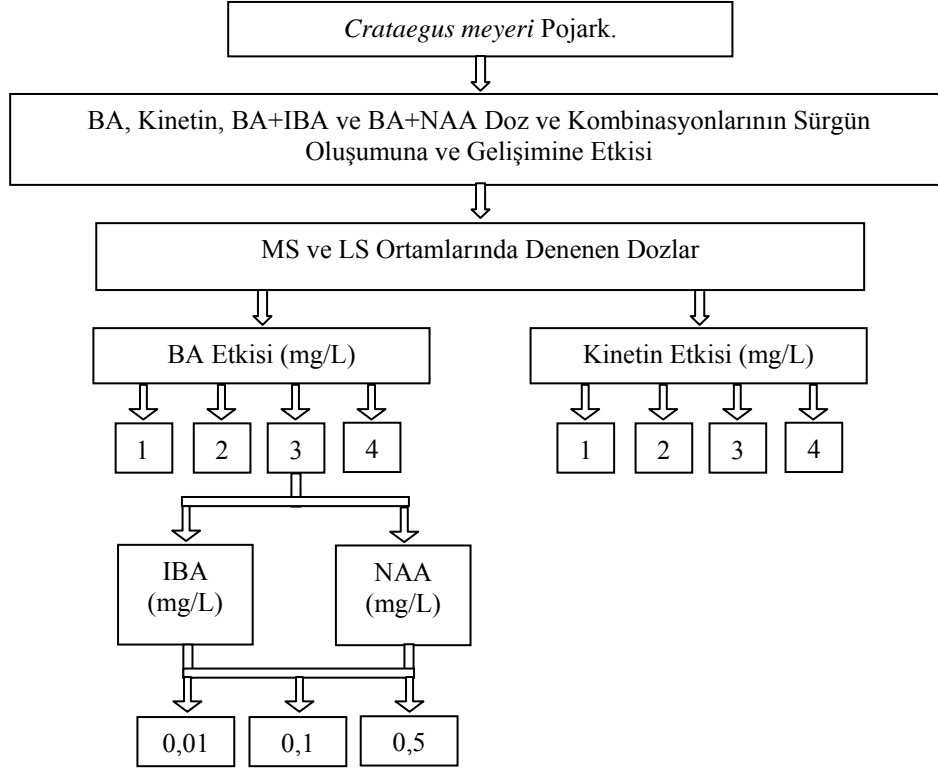 Crataegus meyeri Pojark.
BA, Kinetin, BA+IBA ve BA+NAA Doz ve Kombinasyonlarının Sürgün
Oluşumuna ve Gelişimine Etkisi
MS ve LS Ortamlarında Denenen Dozlar
BA Etkisi (mg/L)
Kinetin Etkisi (mg/L)
1
2
3
4
1
2
3
4
IBA
(mg/L)
NAA
(mg/L)
0,01
0,1
0,5